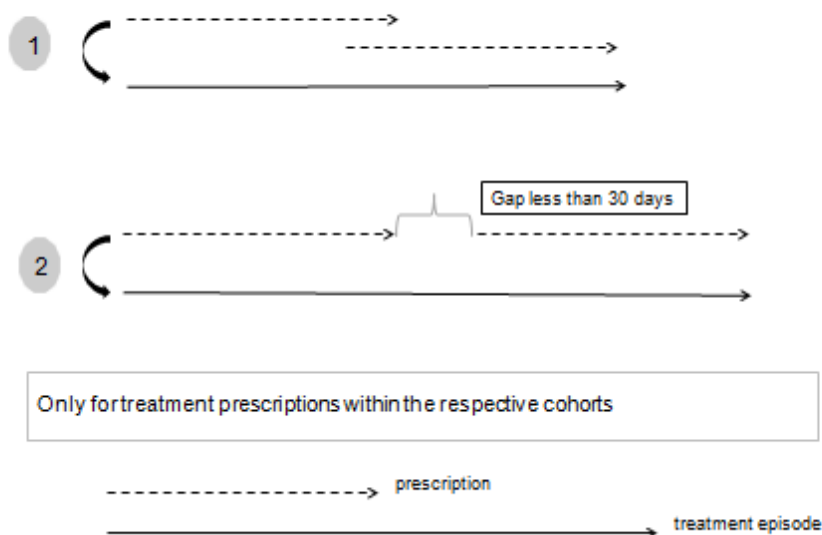 1
Gap less than 30 days
2
Only for treatment prescriptions within the respective cohorts
prescription
treatment episode